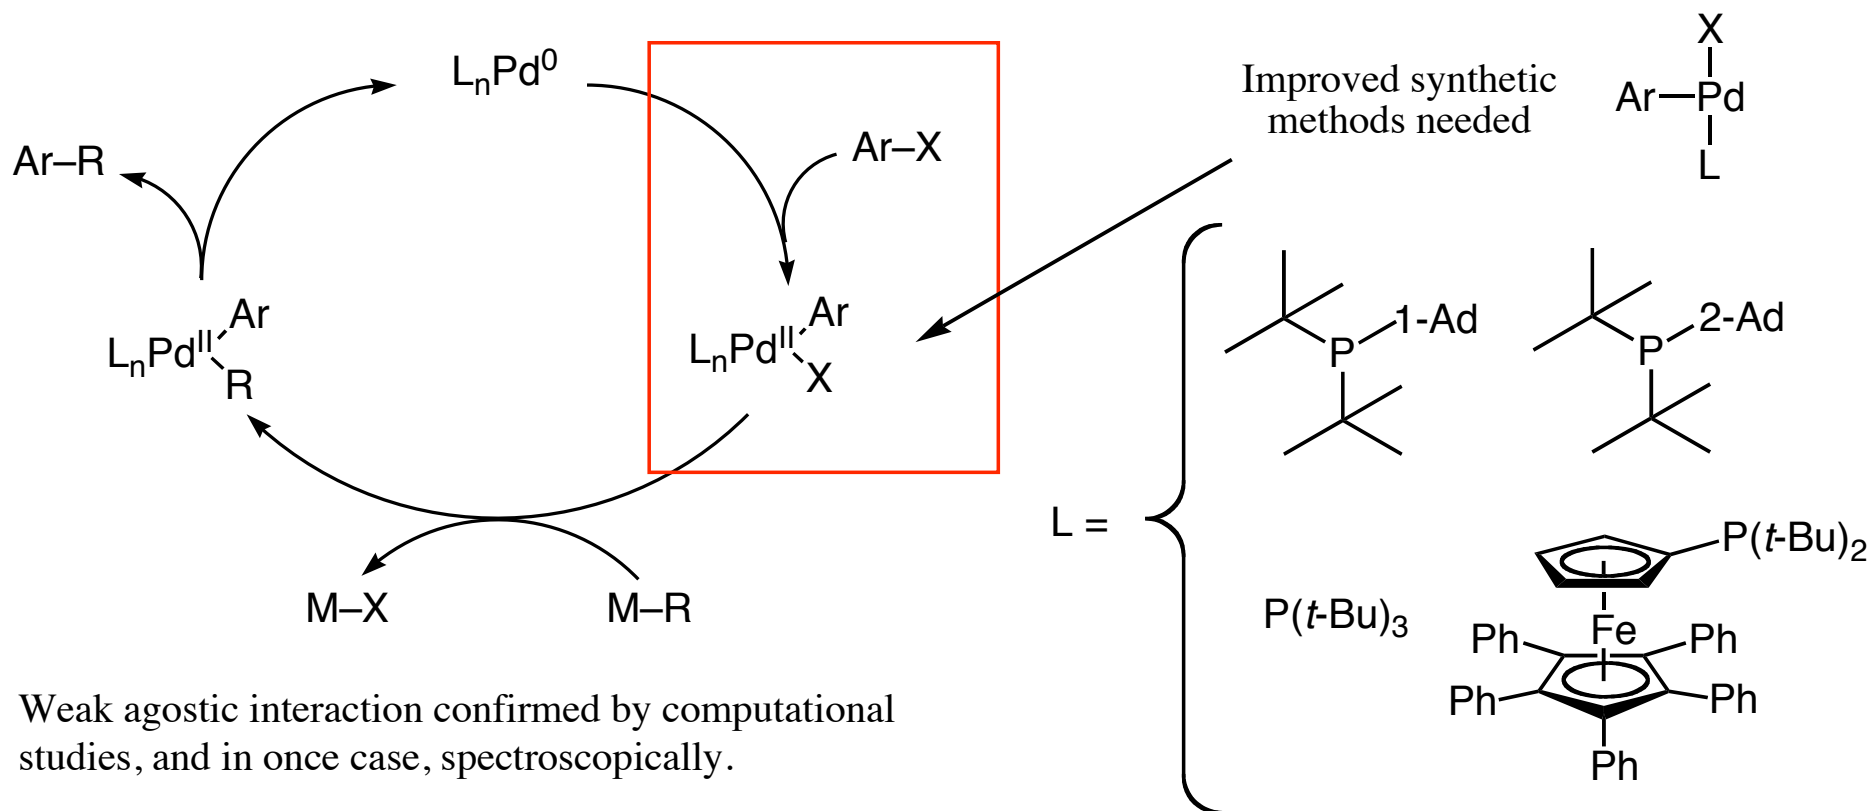 LnPd0
Ar–X
Ar–R
LnPdII
Ar
R
LnPdII
Ar
X
M–X
M–R
Weak agostic interaction confirmed by computational
studies, and in once case, spectroscopically.
Improved synthetic
methods needed
X
Ar
Pd
L
L =
P
1-Ad
P
2-Ad
P(t-Bu)3
P(t-Bu)2
Fe
Ph
Ph
Ph
Ph
Ph